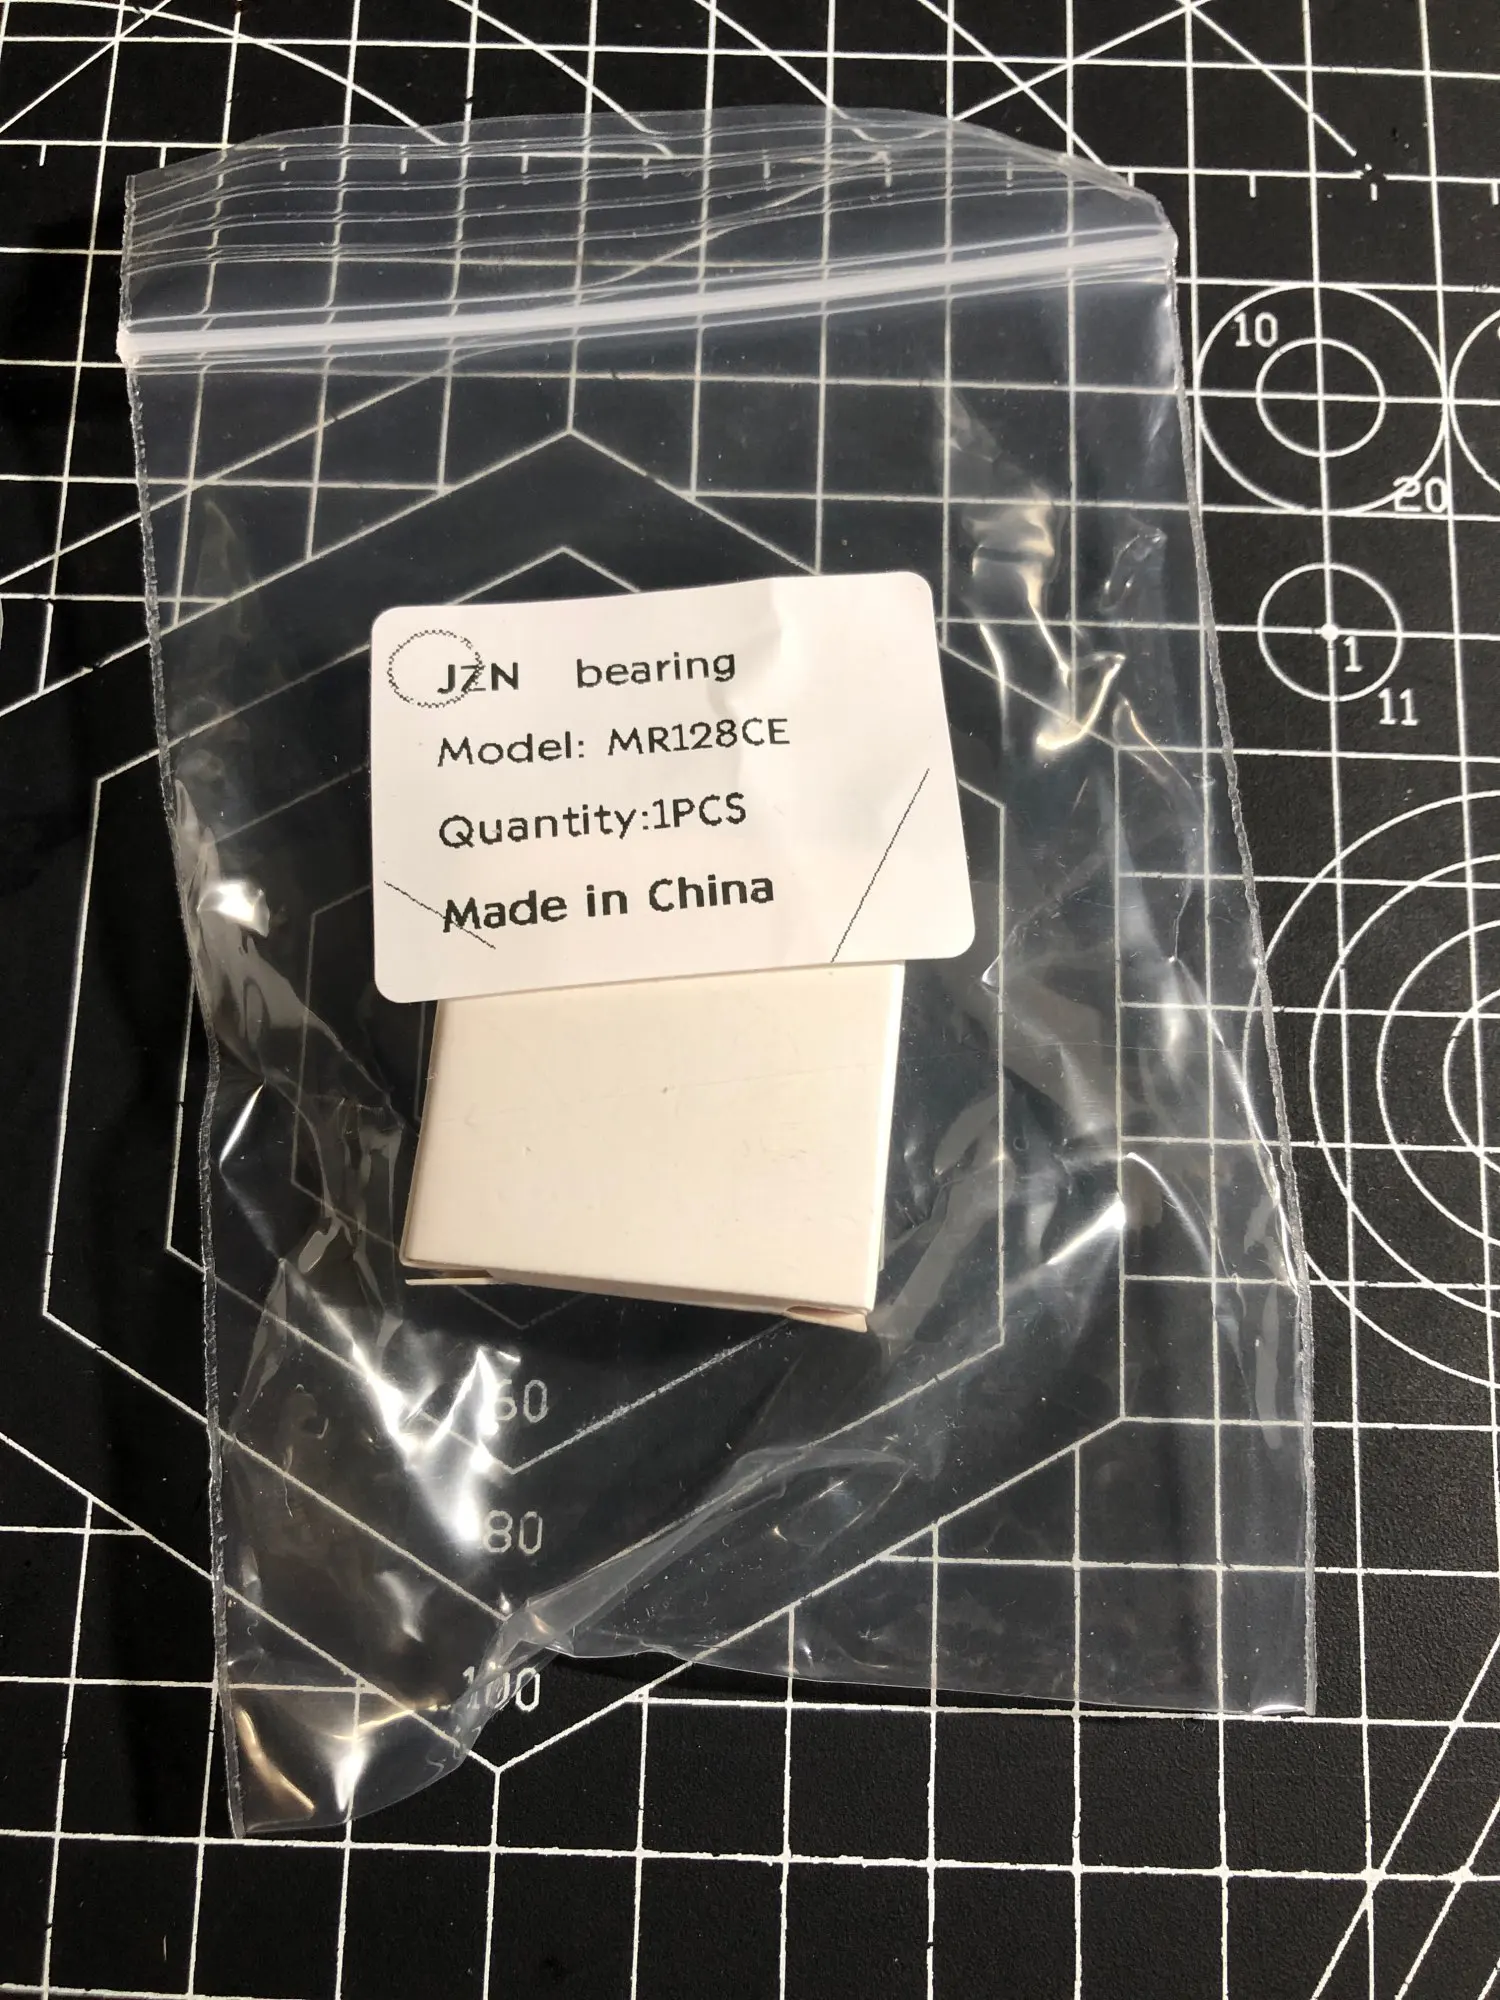 10
20
JZN bearing
1
11
Model: MR128CE
Quantity:1PCS
Made in China
60
80
100